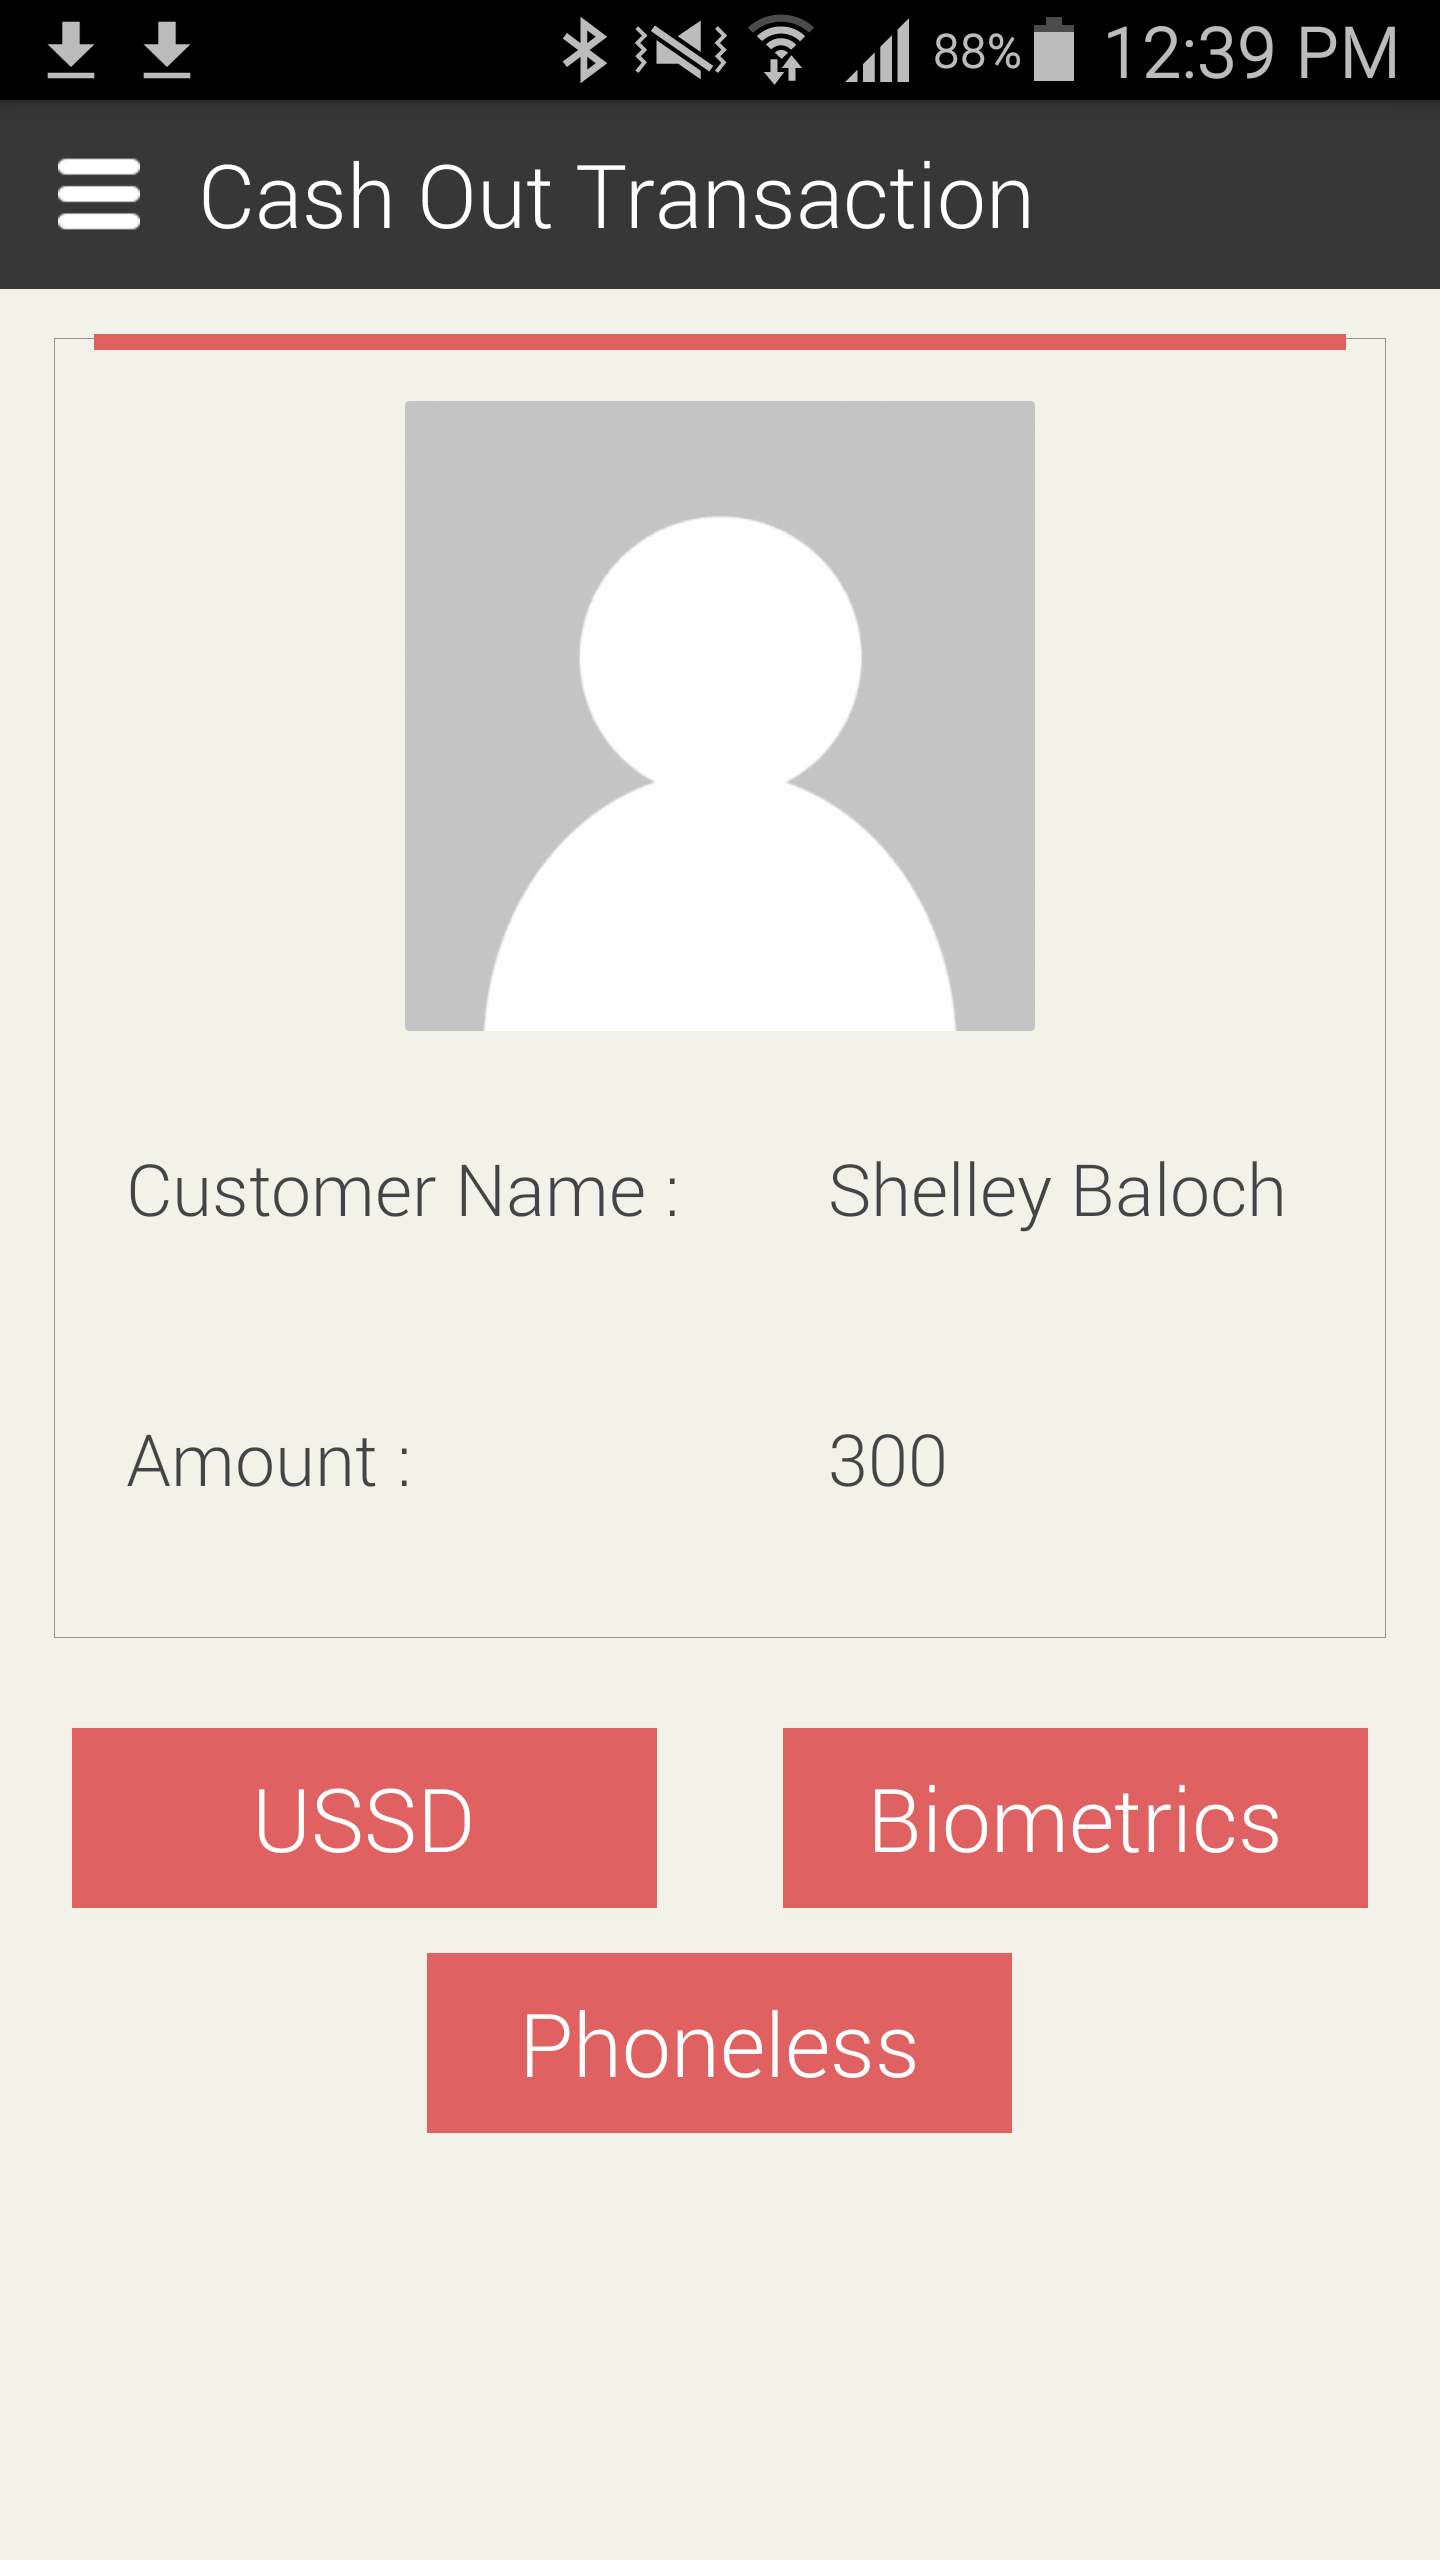 88% 12:39 PM
Cash Out Transaction
Customer Name : Shelley Baloch
Amount : 300
USSD Biometrics
Phoneless